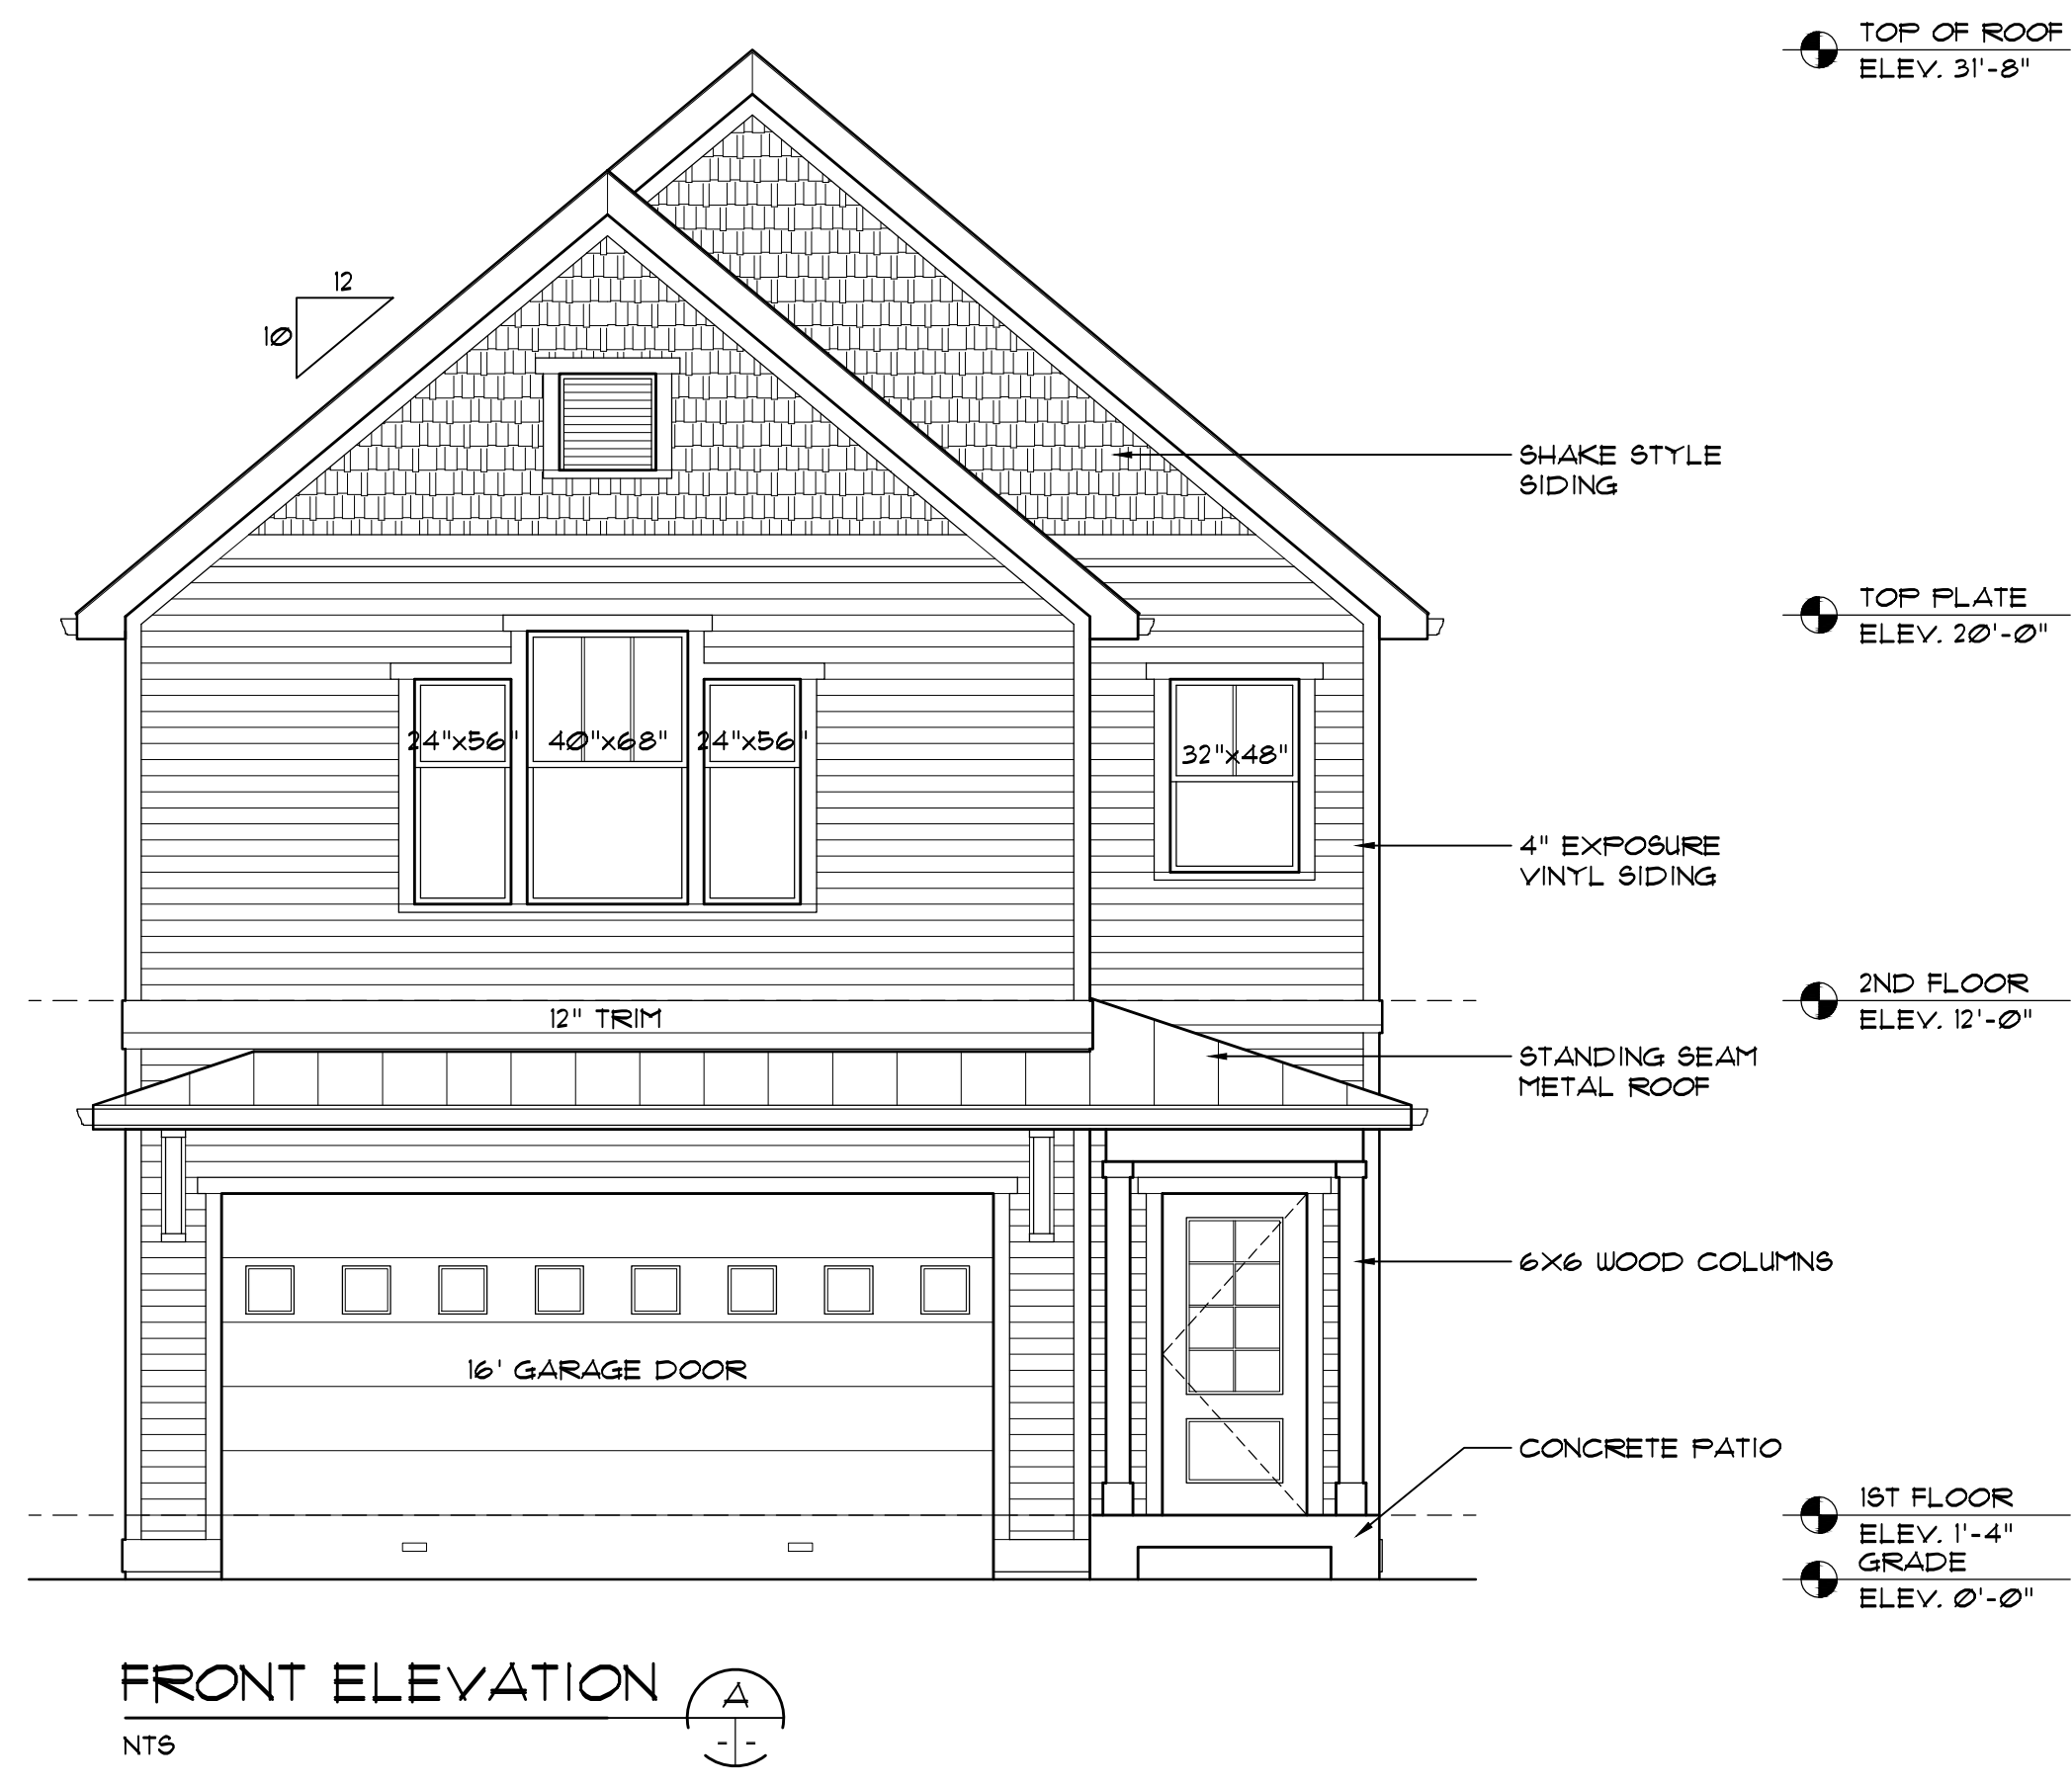 TOP OF ROOF
ELEV. 31'-8"
12
10
SHAKE STYLE
SIDING
TOP PLATE
ELEV. 20'-0"
24"x56"
40"x68"
24"x56"
32"x48"
4" EXPOSURE
VINYL SIDING
2ND FLOOR
ELEV. 12'-0"
12" TRIM
STANDING SEAM
METAL ROOF
6X6 WOOD COLUMNS
16' GARAGE DOOR
CONCRETE PATIO
1ST FLOOR
ELEV. 1'-4"
GRADE
ELEV. 0'-0"
FRONT ELEVATION
A
--
NTS